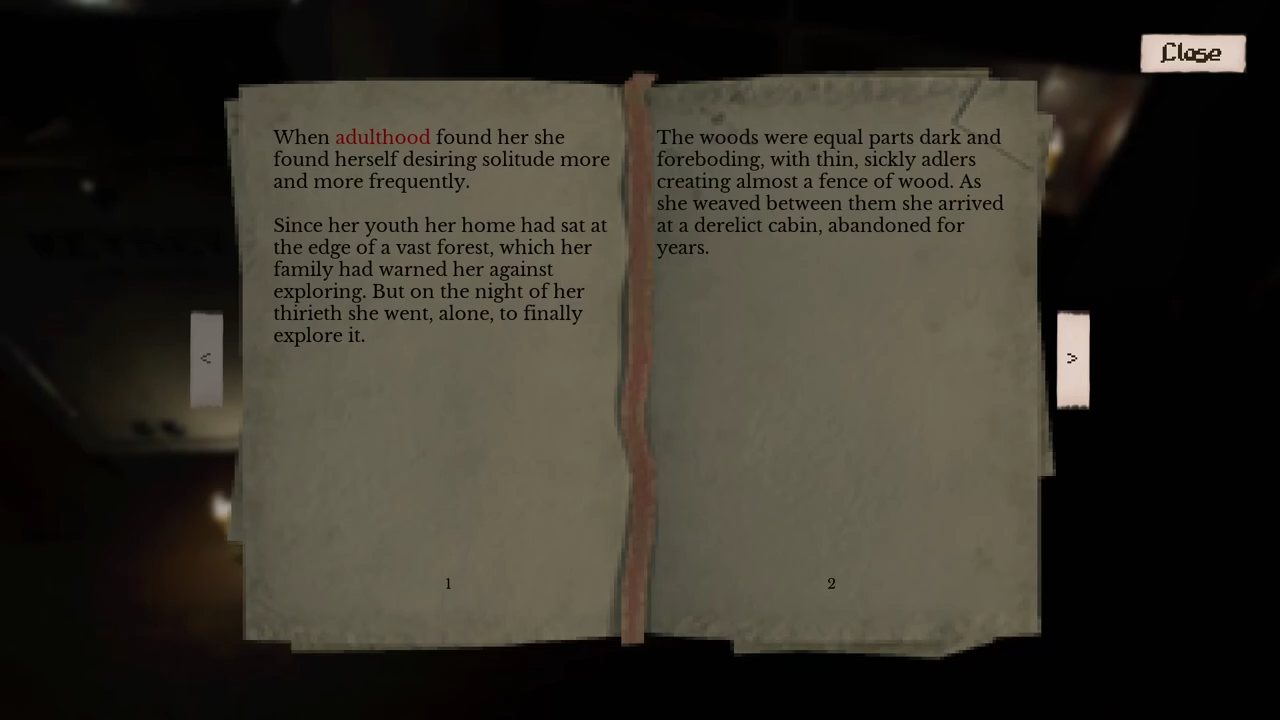 Close
When adulthood found her she
found herself desiring solitude more
and more frequently.
Since her youth her home had sat at
the edge of a vast forest, which her
family had warned her against
exploring. But on the night of her
thirieth she went, alone, to finally
explore it.
1
The woods were equal parts dark and
foreboding, with thin, sickly adlers
creating almost a fence of wood. As
she weaved between them she arrived
at a derelict cabin, abandoned for
years.
2
<
>